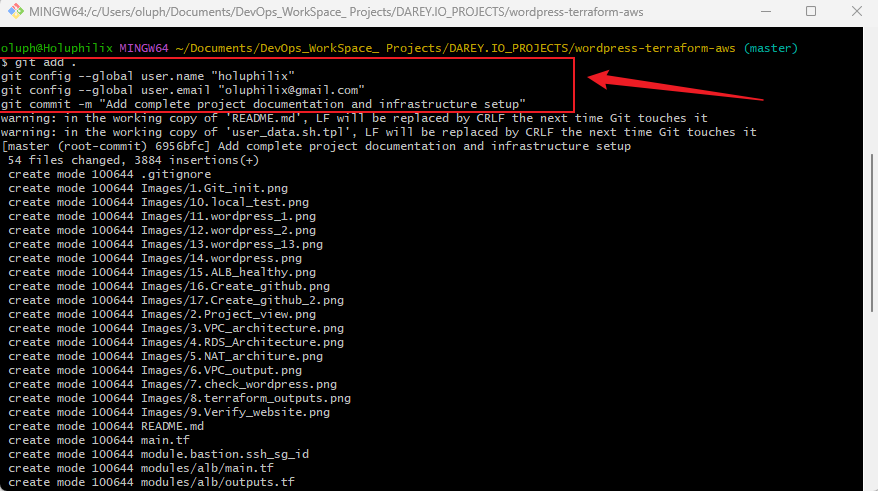 MINGW64:/c/Users/oluph/Documents/DevOps_WorkSpace_ Projects/DAREY.IO_PROJECTS/wordpress-terraform-aws
oluph@Holuphilix MINGW64 ~/Documents/DevOps_WorkSpace_ Projects/DAREY.IO_PROJECTS/wordpress-terraform-aws (master)
$ git add .
git config --global user.name "holuphilix"
git config --global user.email "oluphilix@gmail.com"
git commit -m "Add complete project documentation and infrastructure setup"
warning: in the working copy of 'README.md', LF will be replaced by CRLF the next time Git touches it
warning: in the working copy of 'user_data.sh.tpl', LF will be replaced by CRLF the next time Git touches it
[master (root-commit) 6956bfc] Add complete project documentation and infrastructure setup
 54 files changed, 3884 insertions(+)
 create mode 100644 .gitignore
 create mode 100644 Images/1.Git_init.png
 create mode 100644 Images/10.local_test.png
 create mode 100644 Images/11.wordpress_1.png
 create mode 100644 Images/12.wordpress_2.png
 create mode 100644 Images/13.wordpress_13.png
 create mode 100644 Images/14.wordpress.png
 create mode 100644 Images/15.ALB_healthy.png
 create mode 100644 Images/16.Create_github.png
 create mode 100644 Images/17.Create_github_2.png
 create mode 100644 Images/2.Project_view.png
 create mode 100644 Images/3.VPC_architecture.png
 create mode 100644 Images/4.RDS_Architecture.png
 create mode 100644 Images/5.NAT_architure.png
 create mode 100644 Images/6.VPC_output.png
 create mode 100644 Images/7.check_wordpress.png
 create mode 100644 Images/8.terraform_outputs.png
 create mode 100644 Images/9.Verify_website.png
 create mode 100644 README.md
 create mode 100644 main.tf
 create mode 100644 module.bastion.ssh_sg_id
 create mode 100644 modules/alb/main.tf
 create mode 100644 modules/alb/outputs.tf